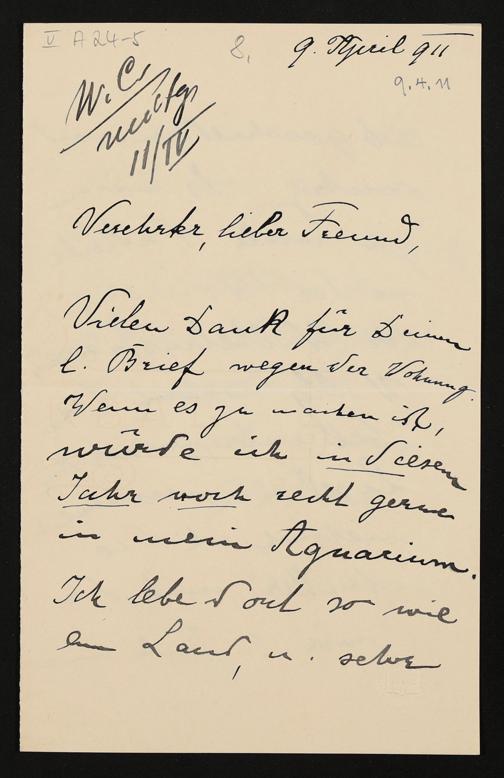 V A 24-5
8.
9. April 911
9.4.11
W. C.
11/IV
Verehrter, lieber Freund,
Vielen Dank für Deinen
l. Brief wegen der Wohnung.
Wenn es zu machen ist,
würde ich in diesem
Jahr noch recht gerne
in mein Aquarium.
Ich lebe dort so wie
am Land, u. sehe